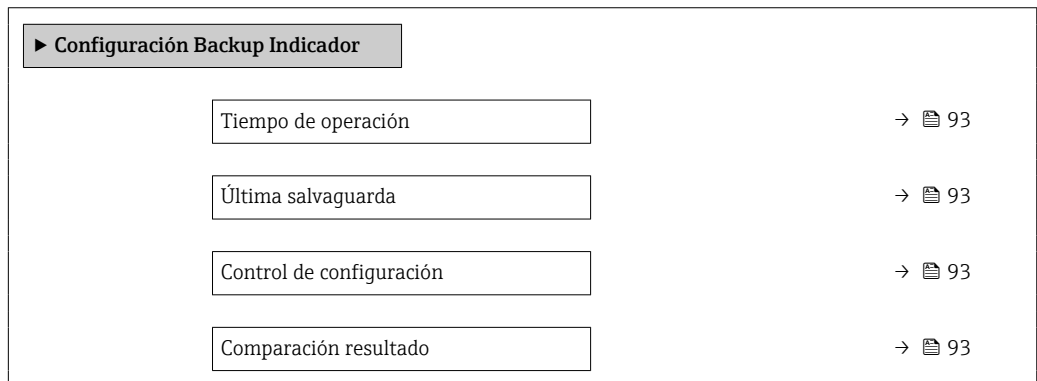 ▶ Configuración Backup Indicador
Tiempo de operación → 93
Última salvaguarda → 93
Control de configuración → 93
Comparación resultado → 93